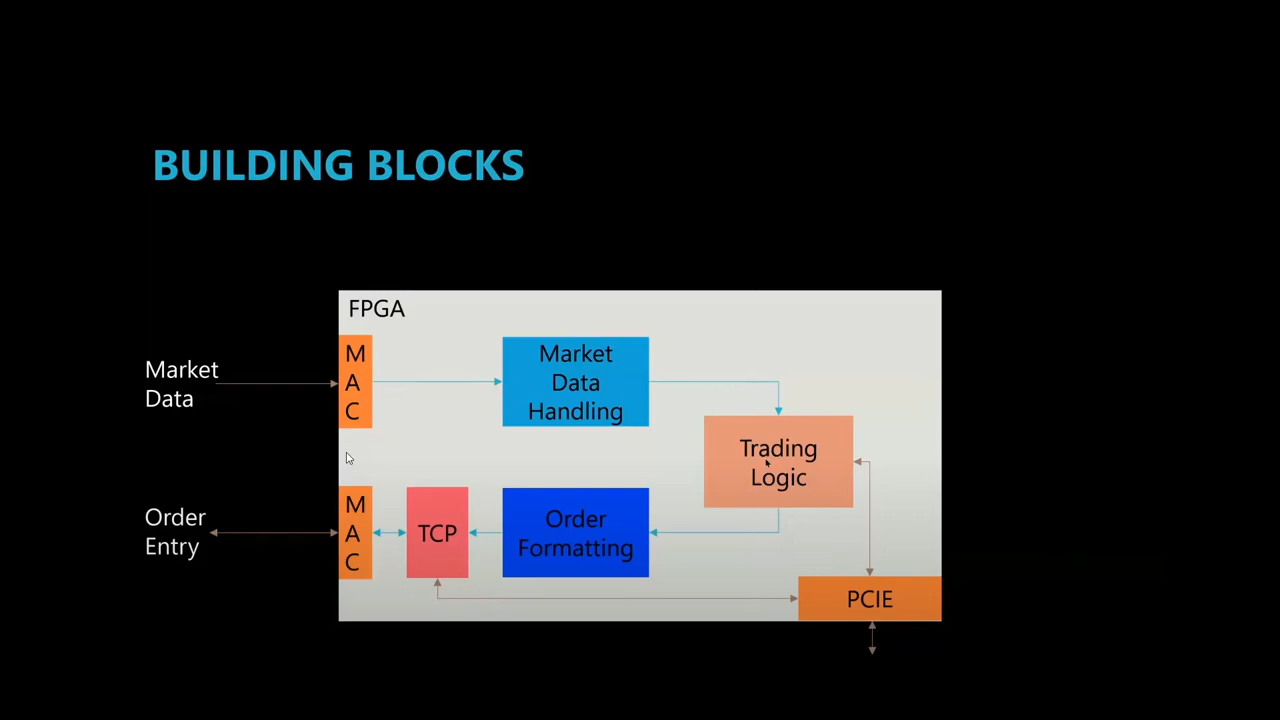 BUILDING BLOCKS
FPGA
Market
Data
M
A
C
Market
Data
Handling
Trading
Logic
Order
Entry
M
A
C
TCP
Order
Formatting
PCIE